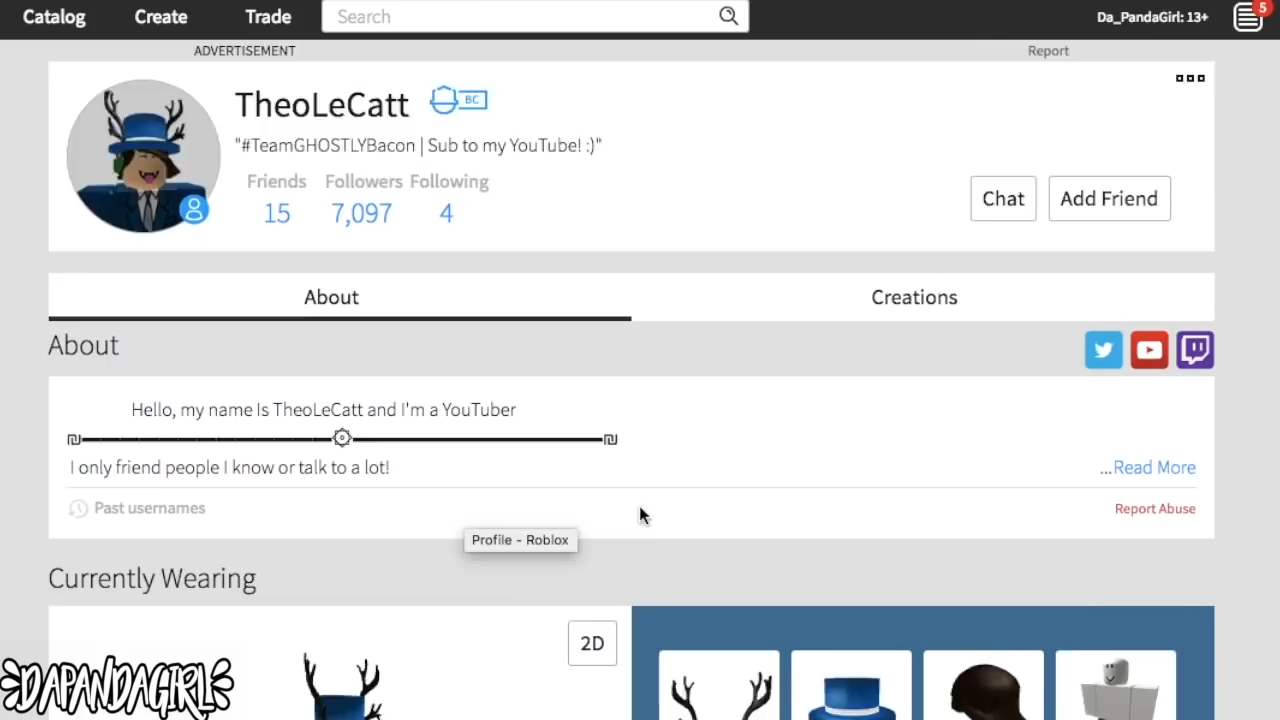 Catalog Create Trade Search Da_PandaGirl: 13+ 5
ADVERTISEMENT Report
TheoLeCatt BC
"#TeamGHOSTLYBacon | Sub to my YouTube! :)"
Friends Followers Following
15 7,097 4
Chat Add Friend
About Creations
About
Hello, my name Is TheoLeCatt and I'm a YouTuber
I only friend people I know or talk to a lot!
...Read More
Past usernames
Report Abuse
Profile - Roblox
Currently Wearing
2D
DAPANDAGIRL